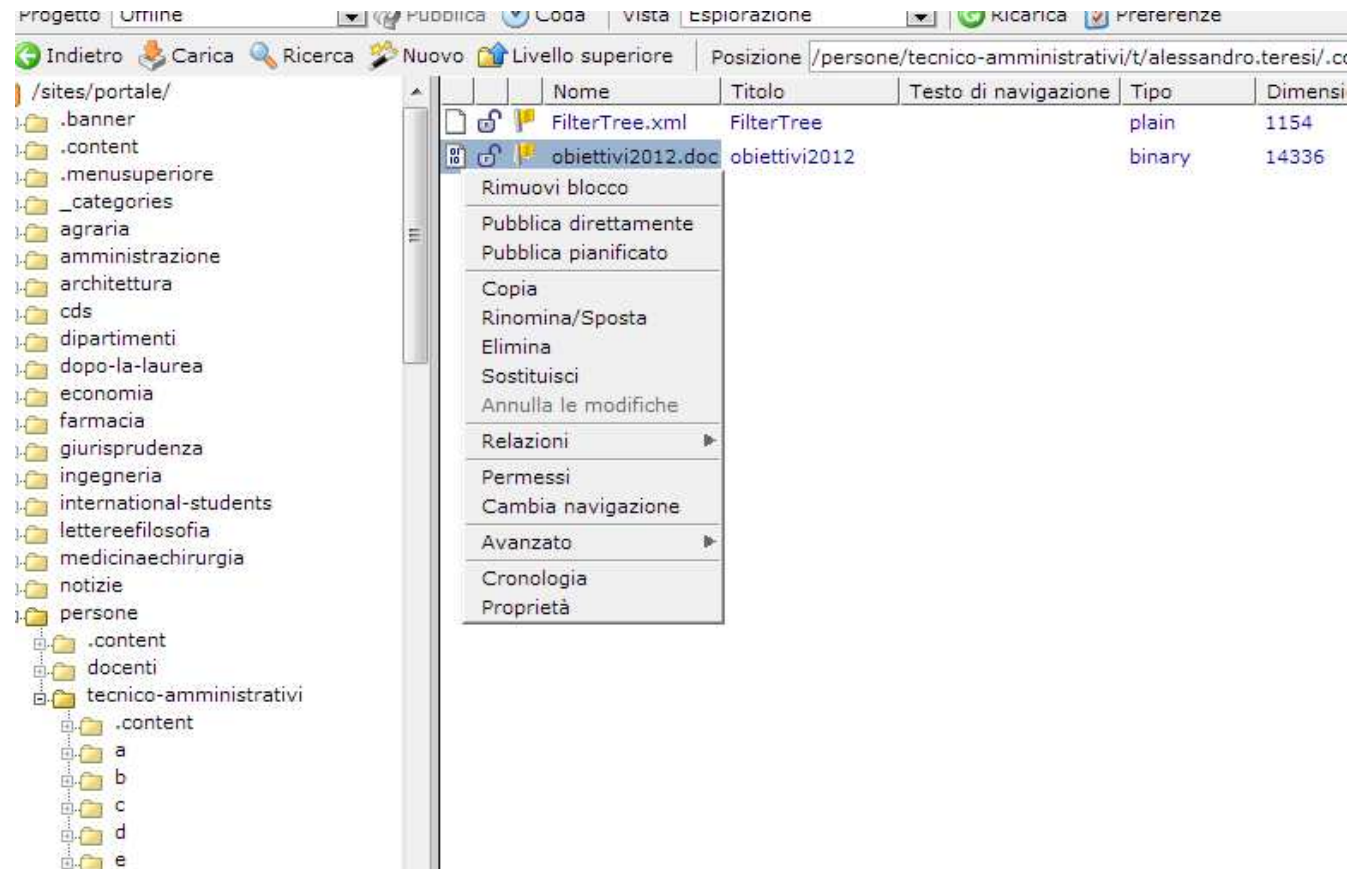 Progetto Offline Pubblica Coda Vista Esplorazione Ricarica Preferenze
Indietro Carica Ricerca Nuovo Livello superiore Posizione /persone/tecnico-amministrativi/t/alessandro.teresi/.co
/sites/portale/
.banner
.content
.menusuperiore
_categories
agraria
amministrazione
architettura
cds
dipartimenti
dopo-la-laurea
economia
farmacia
giurisprudenza
ingegneria
international-students
lettereefilosofia
medicinaechirurgia
notizie
persone
.content
docenti
tecnico-amministrativi
.content
a
b
c
d
e
Nome Titolo Testo di navigazione Tipo Dimensi
FilterTree.xml FilterTree plain 1154
obiettivi2012.doc obiettivi2012 binary 14336
Rimuovi blocco
Pubblica direttamente
Pubblica pianificato
Copia
Rinomina/Sposta
Elimina
Sostituisci
Annulla le modifiche
Relazioni
Permessi
Cambia navigazione
Avanzato
Cronologia
Proprietà